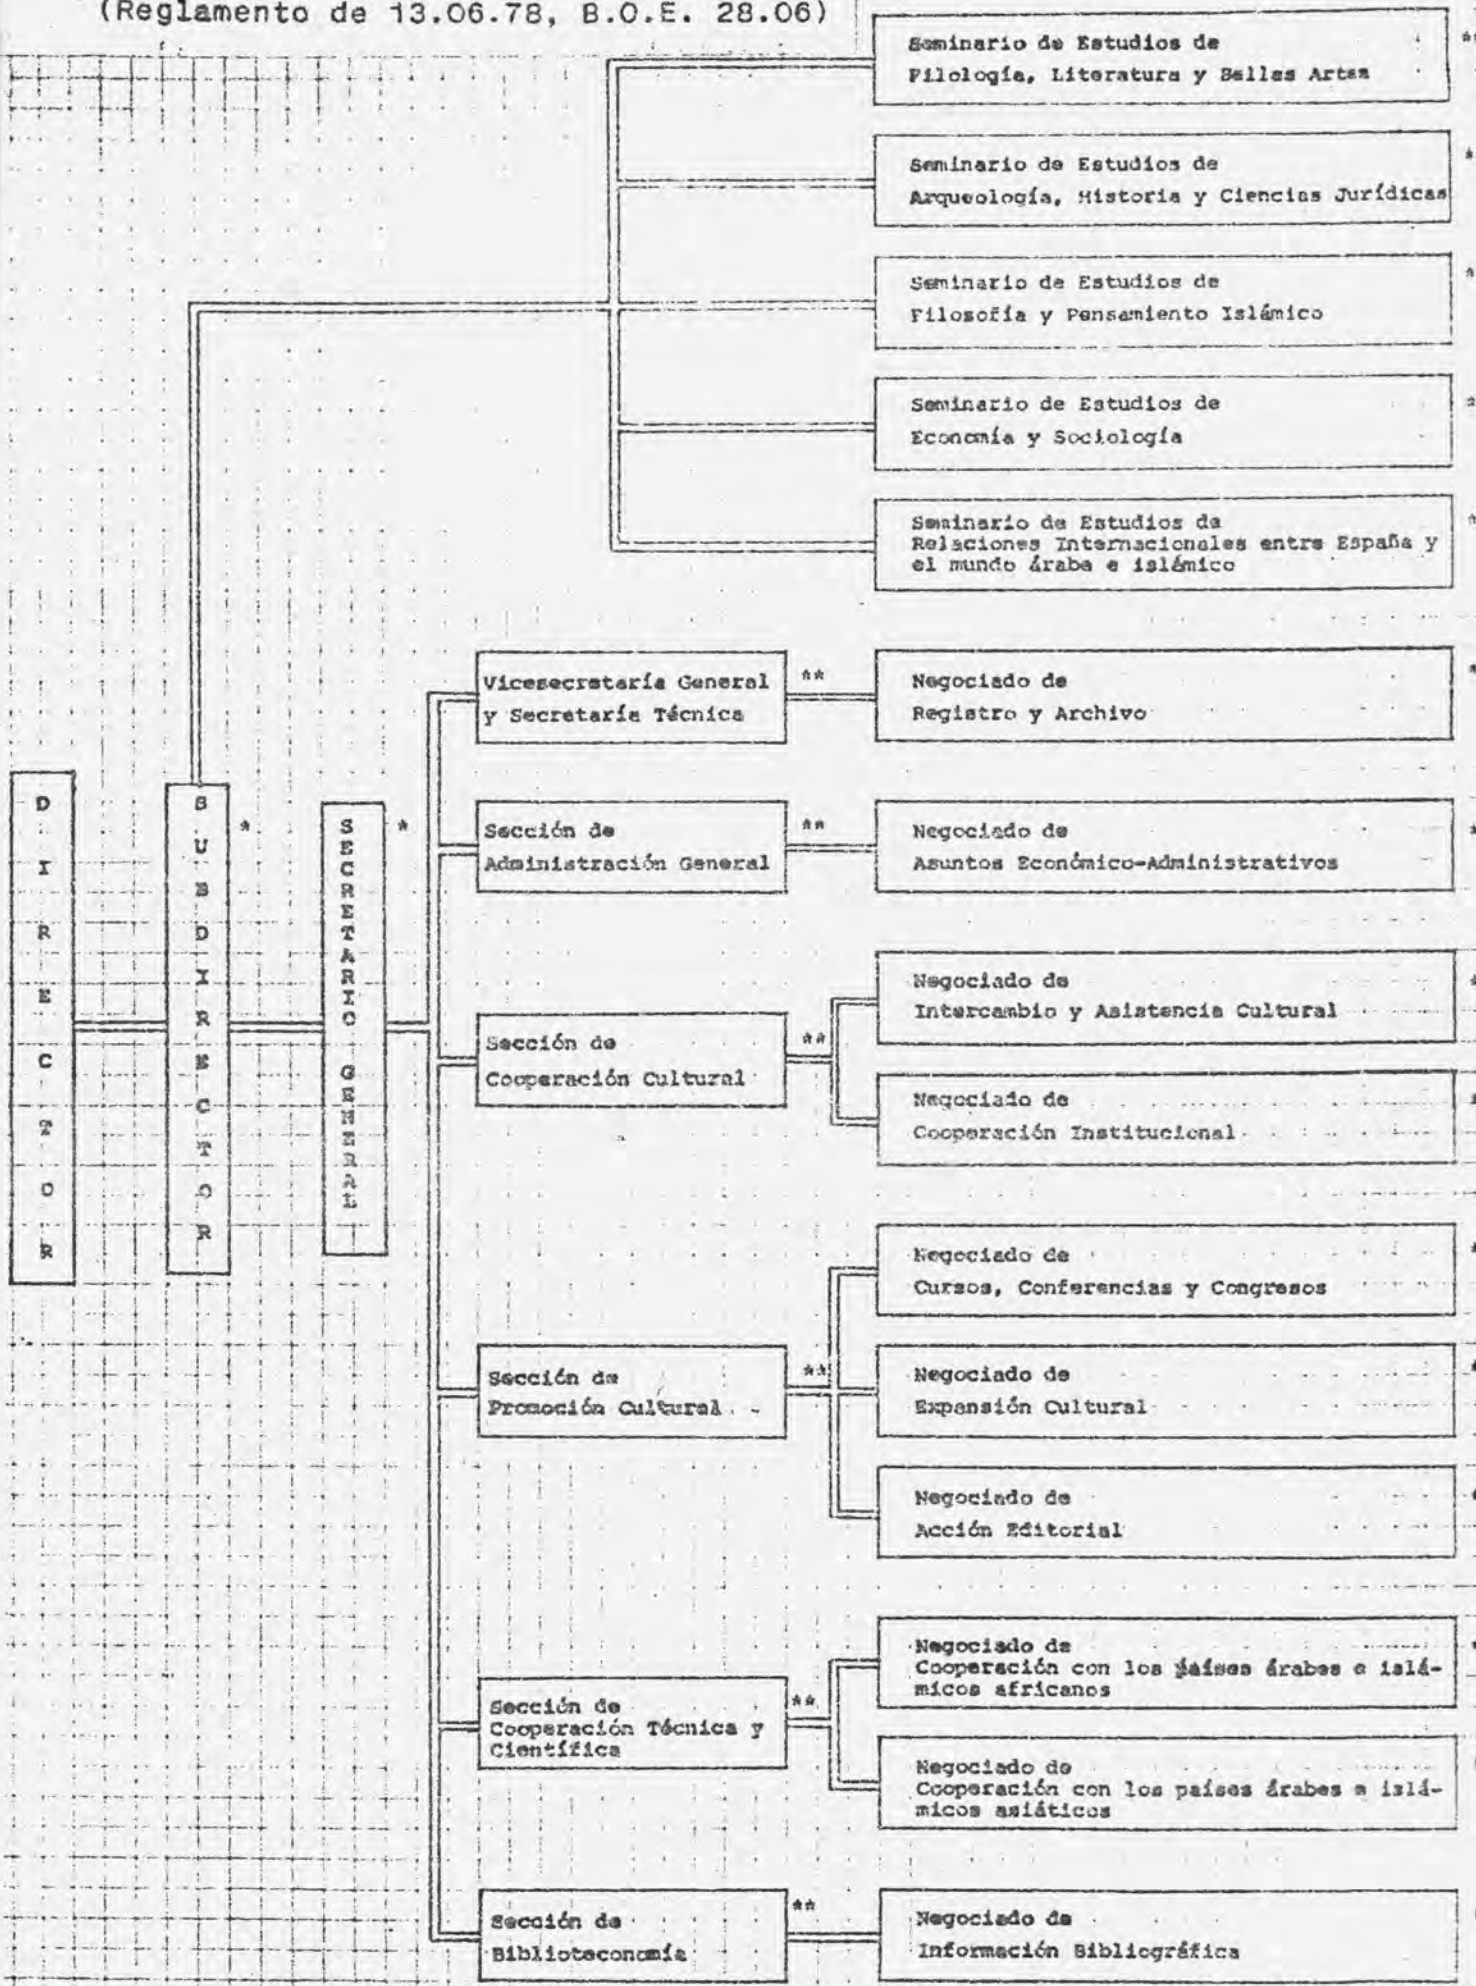 (Reglamento de 13.06.78, B.O.E. 28.06)
Seminario de Estudios de
Filología, Literatura y Bellas Artes
**
Seminario de Estudios de
Arqueología, Historia y Ciencias Jurídicas
*
Seminario de Estudios de
Filosofía y Pensamiento Islámico
*
Seminario de Estudios de
Economía y Sociología
*
Seminario de Estudios de
Relaciones Internacionales entre España y
el mundo árabe e islámico
*
DIRECTOR
SUBDIRECTOR
*
SECRETARIO GENERAL
*
Vicesecretaría General
y Secretaría Técnica
**
Negociado de
Registro y Archivo
*
Sección de
Administración General
**
Negociado de
Asuntos Económico-Administrativos
*
Sección de
Cooperación Cultural
**
Negociado de
Intercambio y Asistencia Cultural
*
Negociado de
Cooperación Institucional
*
Sección de
Promoción Cultural
**
Negociado de
Cursos, Conferencias y Congresos
*
Negociado de
Expansión Cultural
*
Negociado de
Acción Editorial
*
Sección de
Cooperación Técnica y
Científica
**
Negociado de
Cooperación con los países árabes e islá-
micos africanos
*
Negociado de
Cooperación con los países árabes e islá-
micos asiáticos
Sección de
Biblioteconomía
**
Negociado de
Información Bibliográfica